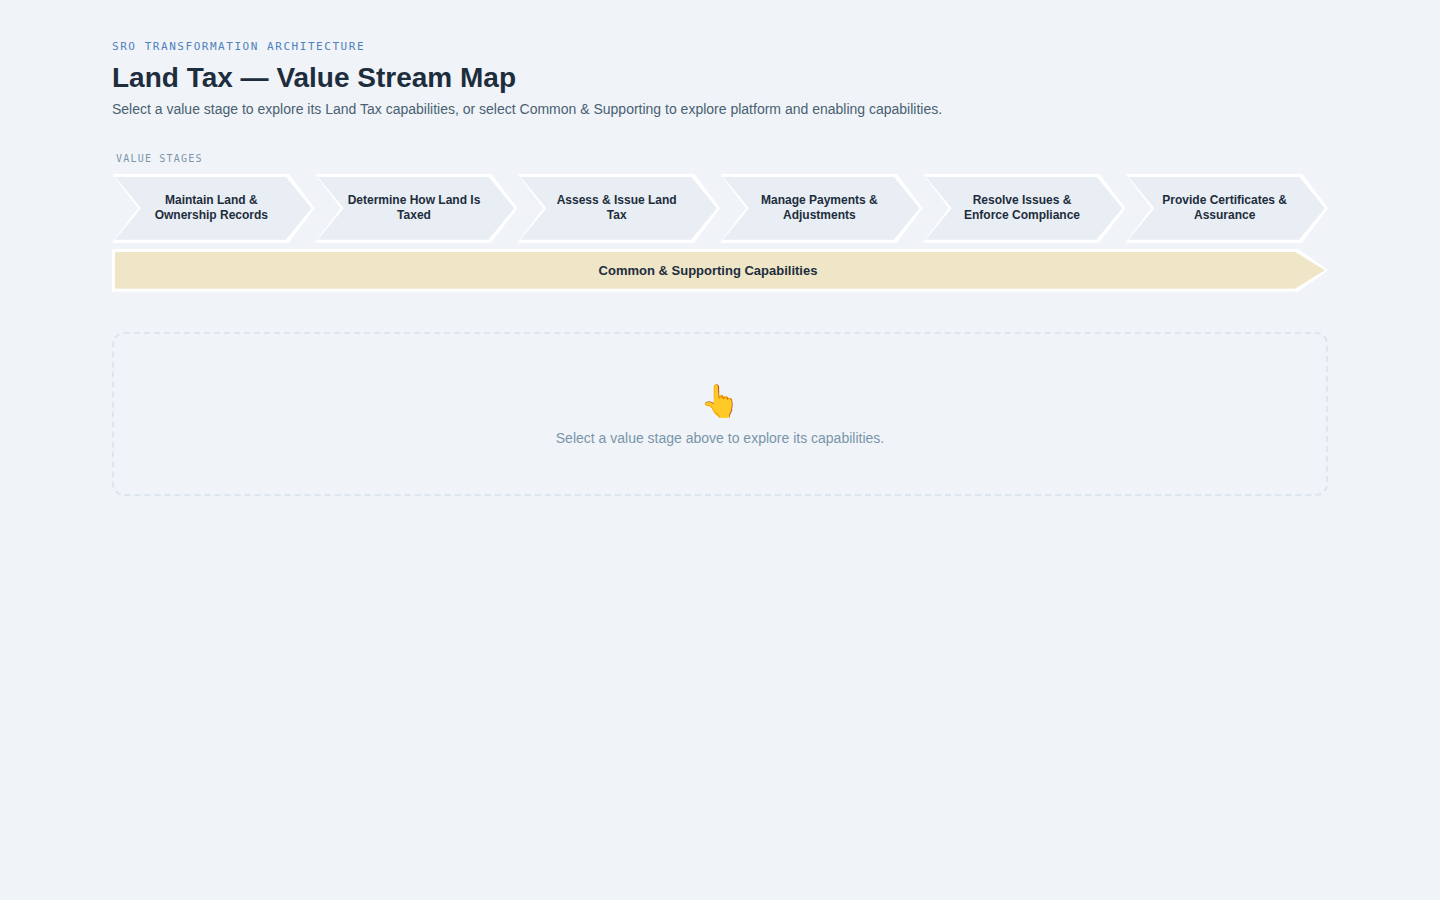 SRO TRANSFORMATION ARCHITECTURE
Land Tax — Value Stream Map
Select a value stage to explore its Land Tax capabilities, or select Common & Supporting to explore platform and enabling capabilities.
VALUE STAGES
Maintain Land &
Ownership Records
Determine How Land Is
Taxed
Assess & Issue Land
Tax
Manage Payments &
Adjustments
Resolve Issues &
Enforce Compliance
Provide Certificates &
Assurance
Common & Supporting Capabilities
Select a value stage above to explore its capabilities.